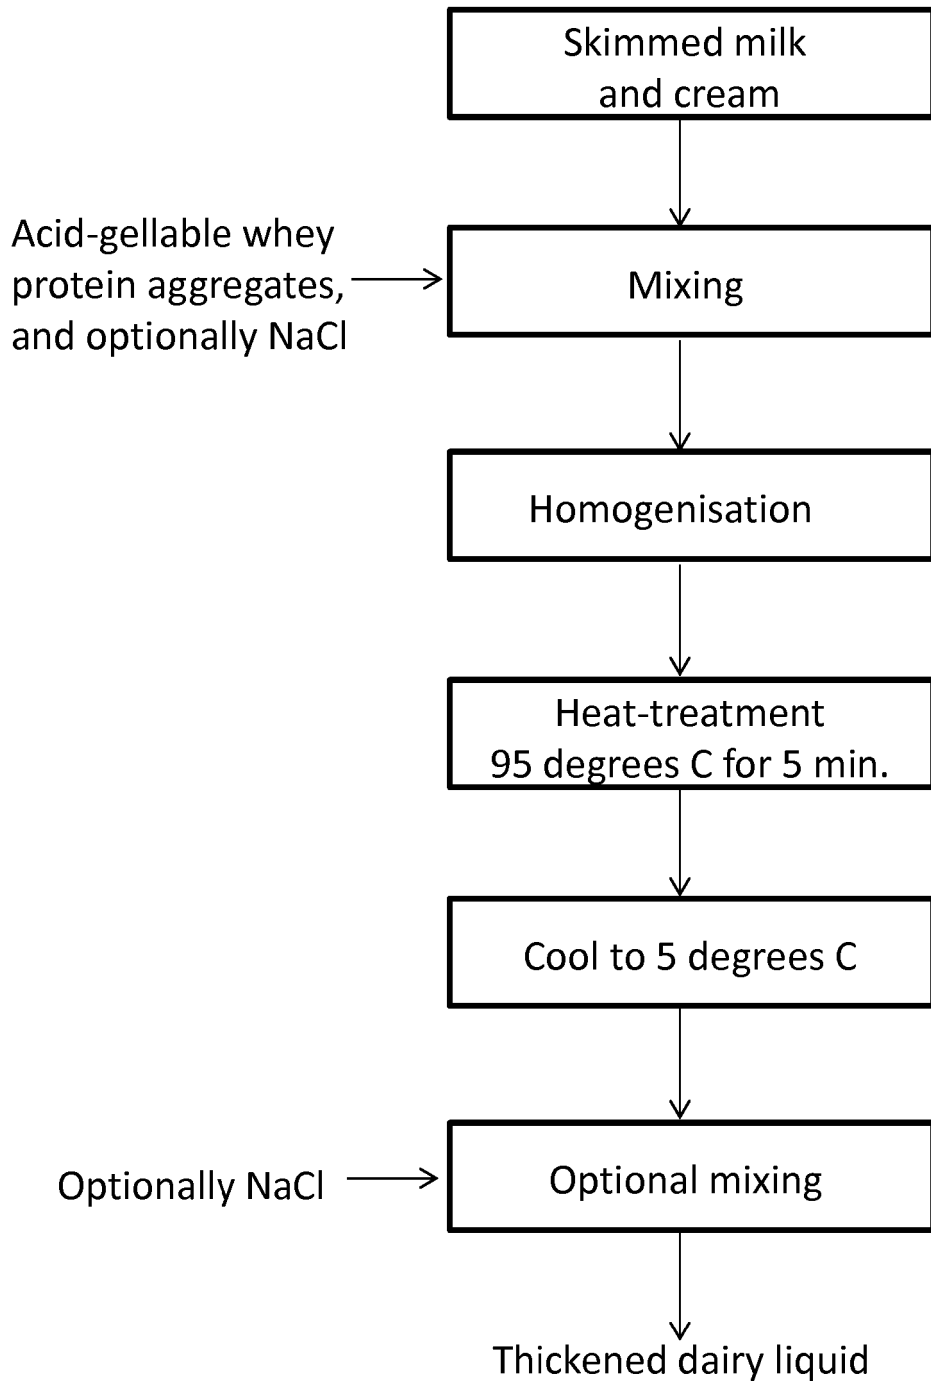 Skimmed milk
and cream
Acid-gellable whey
protein aggregates,
and optionally NaCl
Mixing
Homogenisation
Heat-treatment
95 degrees C for 5 min.
Cool to 5 degrees C
Optionally NaCl
Optional mixing
Thickened dairy liquid